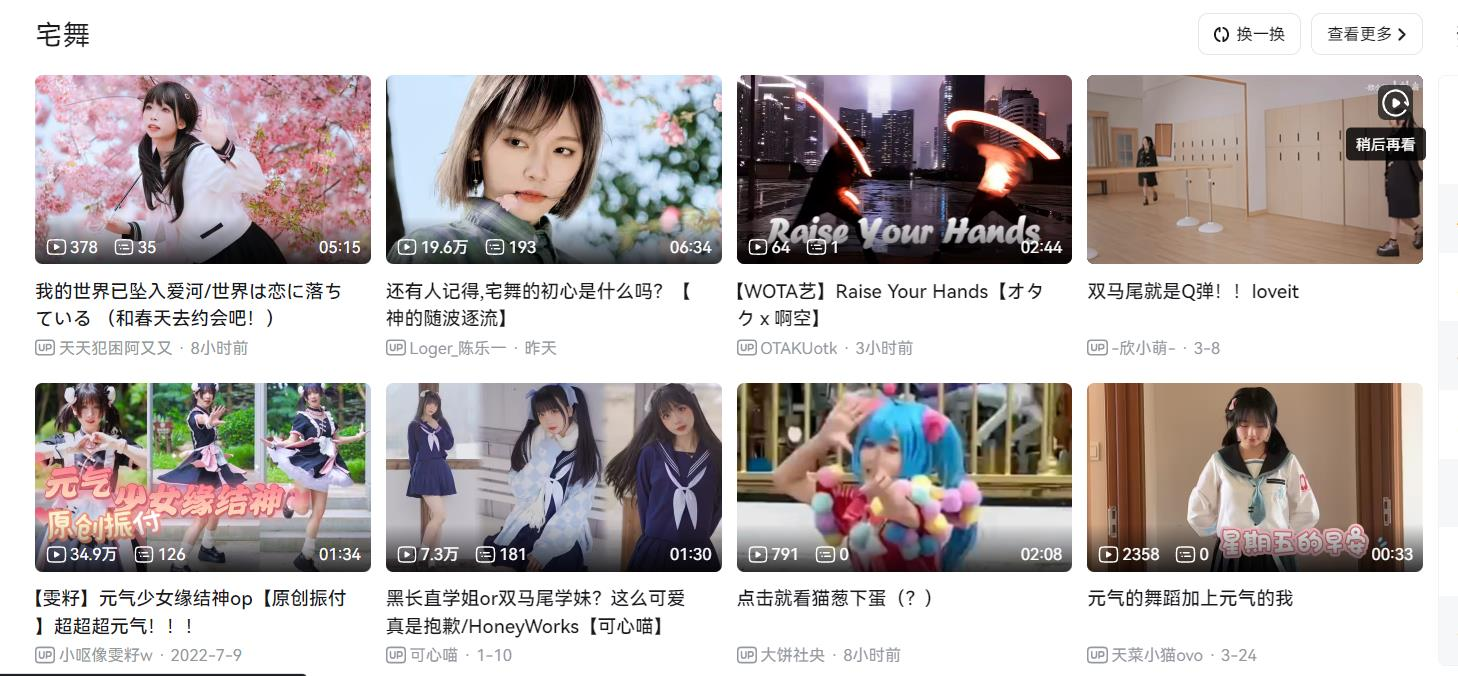 宅舞
换一换
查看更多
稍后再看
378 35 05:15
19.6万 193 06:34
Raise Your Hands
64 1 02:44
我的世界已坠入爱河/世界は恋に落ち
ている （和春天去约会吧！）
UP 天天犯困阿又又 · 8小时前
还有人记得,宅舞的初心是什么吗？【
神的随波逐流】
UP Loger_陈乐一 · 昨天
【WOTA艺】Raise Your Hands【オタ
ク x 啊空】
UP OTAKUotk · 3小时前
双马尾就是Q弹！！loveit
UP -欣小萌- · 3-8
元气少女缘结神
原创振付
34.9万 126 01:34
7.3万 181 01:30
791 0 02:08
星期五的早安
2358 0 00:33
【雯籽】元气少女缘结神op【原创振付
】超超超元气！！！
UP 小呕像雯籽w · 2022-7-9
黑长直学姐or双马尾学妹？这么可爱
真是抱歉/HoneyWorks【可心喵】
UP 可心喵 · 1-10
点击就看猫葱下蛋（？）
UP 大饼社央 · 8小时前
元气的舞蹈加上元气的我
UP 天菜小猫ovo · 3-24